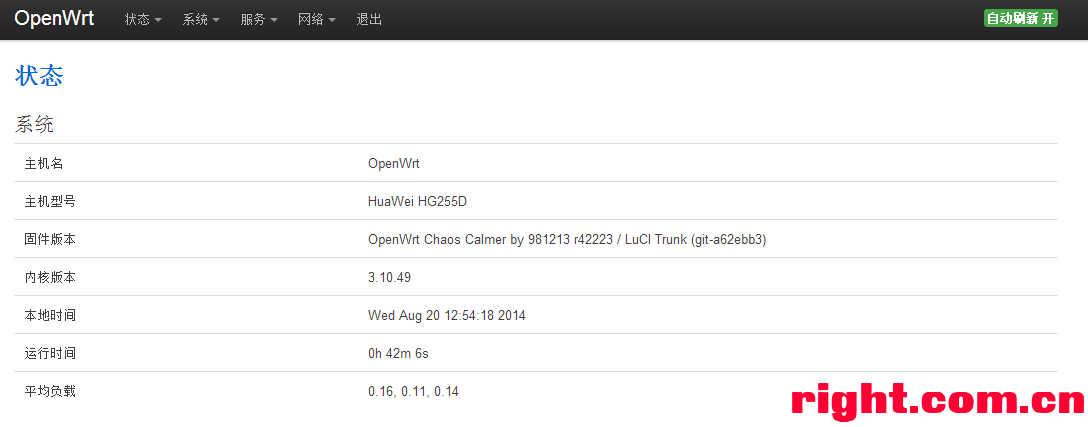 OpenWrt 状态 系统 服务 网络 退出 自动刷新 开
状态
系统
主机名 OpenWrt
主机型号 HuaWei HG255D
固件版本 OpenWrt Chaos Calmer by 981213 r42223 / LuCI Trunk (git-a62ebb3)
内核版本 3.10.49
本地时间 Wed Aug 20 12:54:18 2014
运行时间 0h 42m 6s
平均负载 0.16, 0.11, 0.14
right.com.cn